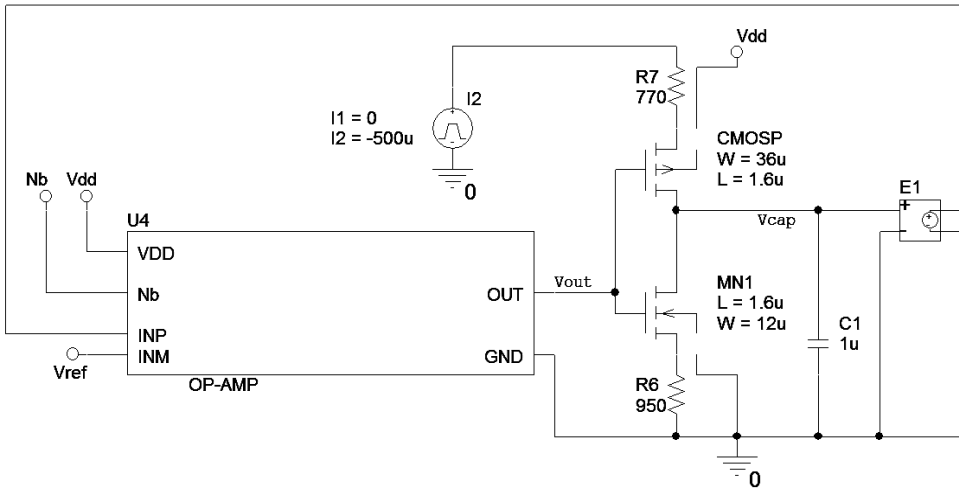 Vdd
R7
770
I2
I1 = 0
I2 = -500u
0
CMOSP
W = 36u
L = 1.6u
Nb
Vdd
E1
U4
Vcap
VDD
Nb
OUT
Vout
MN1
L = 1.6u
W = 12u
INP
INM
Vref
GND
C1
1u
OP-AMP
R6
950
0